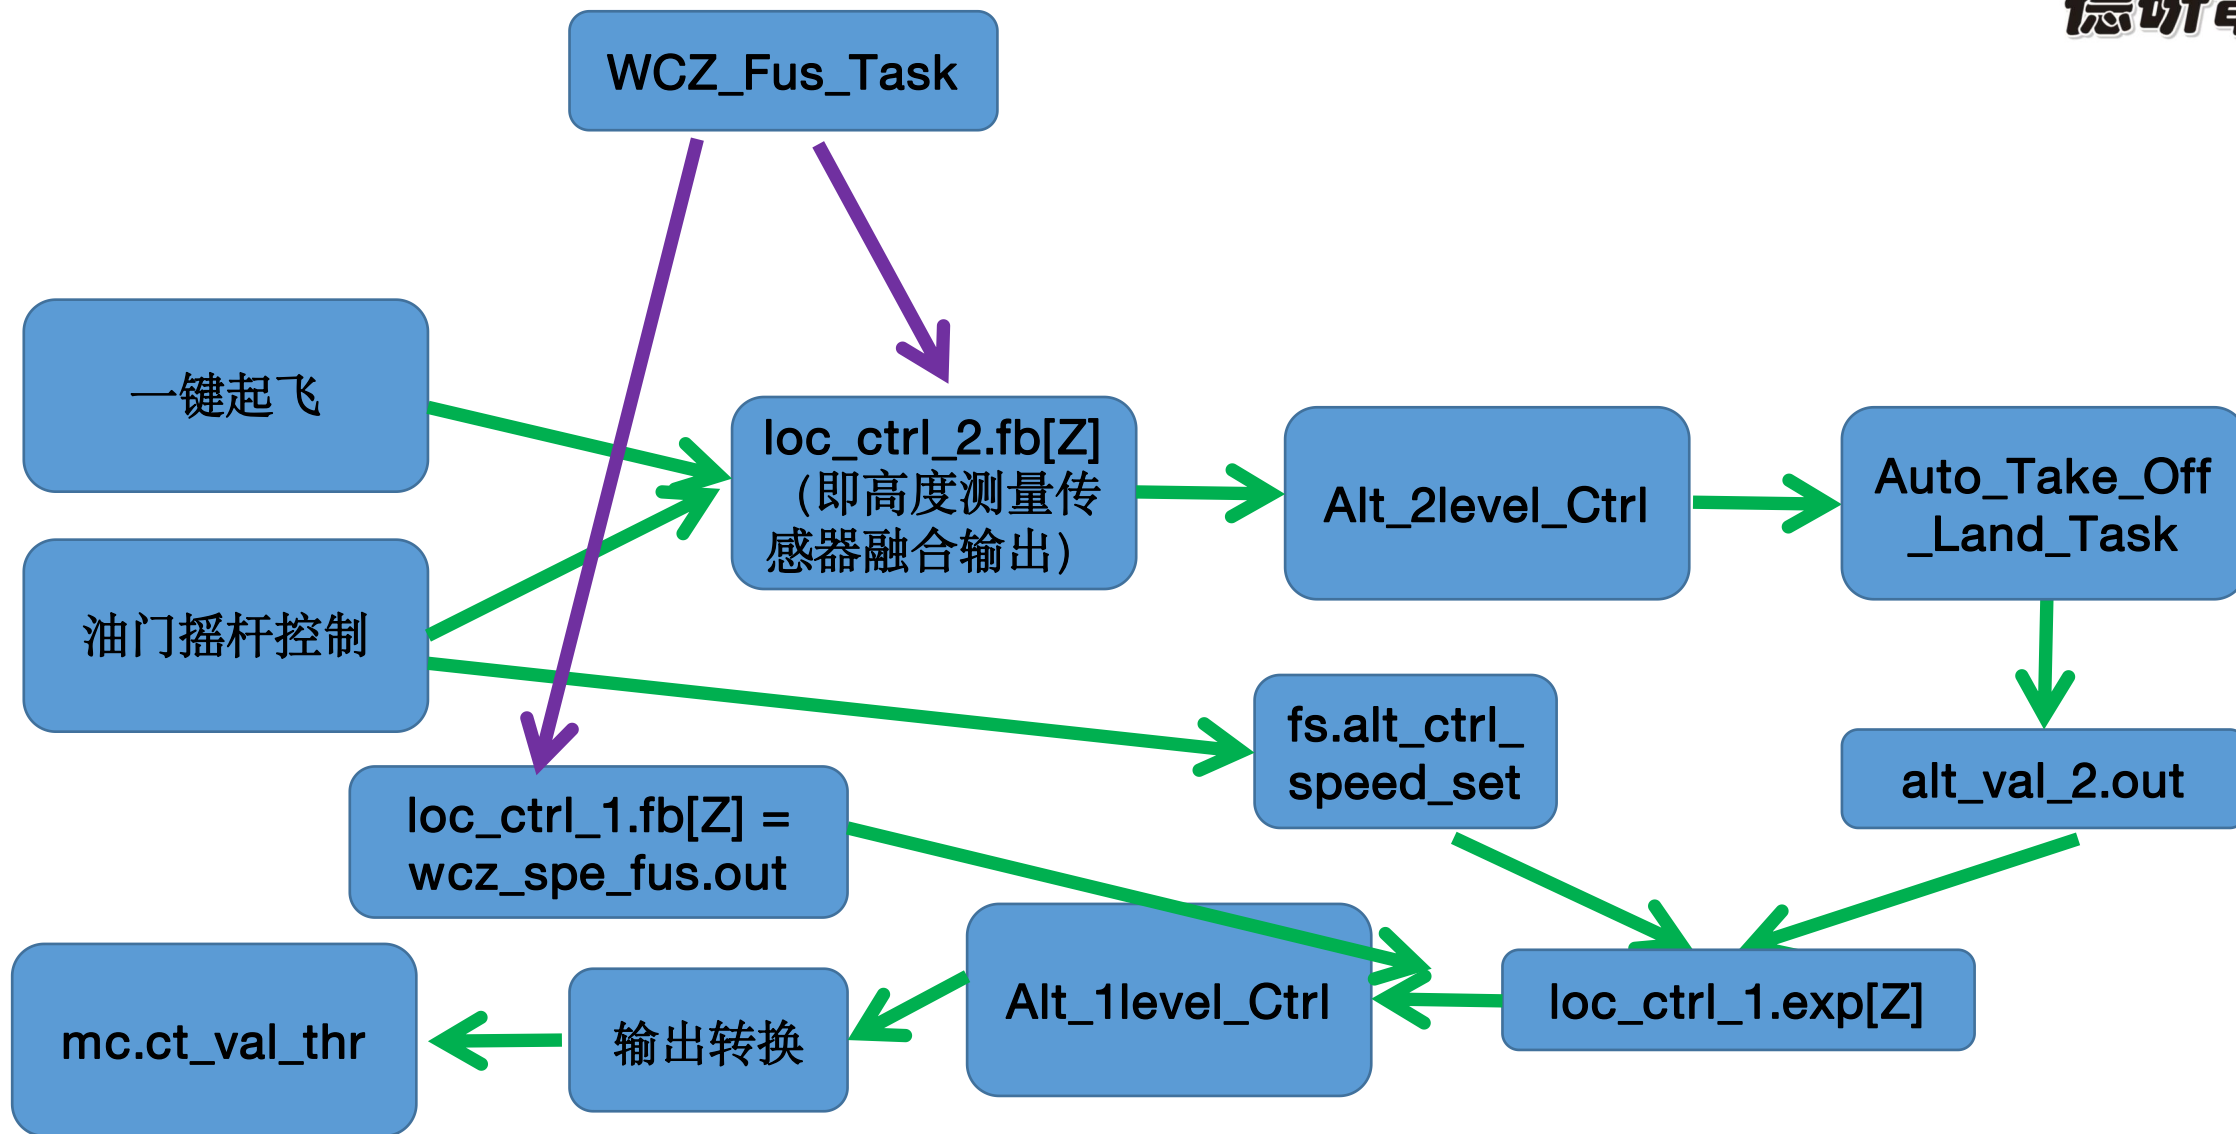 WCZ_Fus_Task
一键起飞
loc_ctrl_2.fb[Z]
（即高度测量传
感器融合输出）
Alt_2level_Ctrl
Auto_Take_Off
_Land_Task
油门摇杆控制
fs.alt_ctrl_
speed_set
alt_val_2.out
loc_ctrl_1.fb[Z] =
wcz_spe_fus.out
mc.ct_val_thr
输出转换
Alt_1level_Ctrl
loc_ctrl_1.exp[Z]